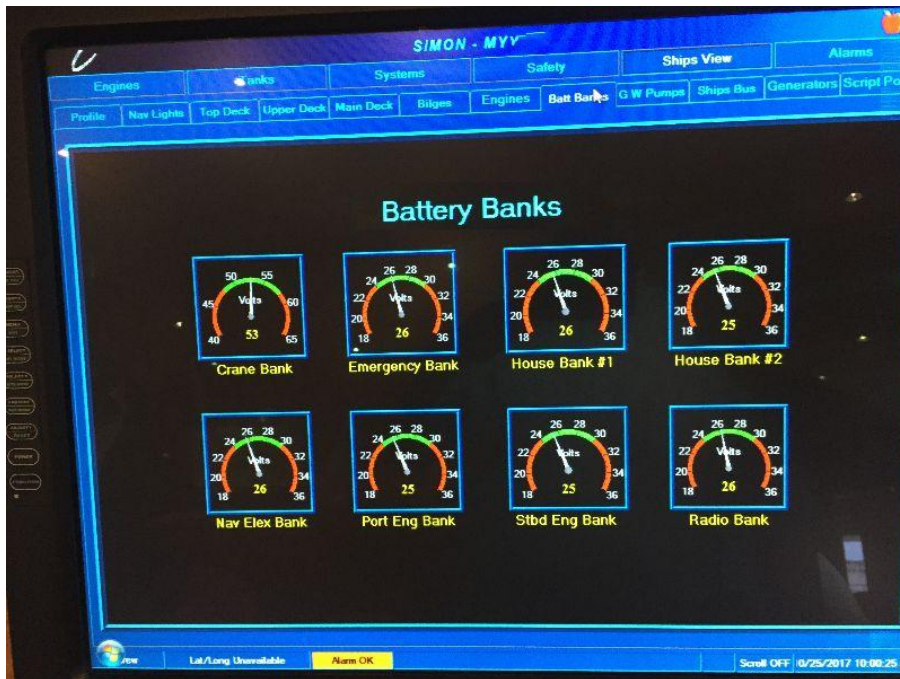 SIMON - MYV
Engines Tanks Systems Safety Ships View Alarms
Profile Nav Lights Top Deck Upper Deck Main Deck Bilges Engines Batt Banks G W Pumps Ships Bus Generators Script Po
Battery Banks
40 45 50 55 60 65 Volts 53
Crane Bank
18 20 22 24 26 28 30 32 34 36 Volts 26
Emergency Bank
18 20 22 24 26 28 30 32 34 36 Volts 26
House Bank #1
18 20 22 24 26 28 30 32 34 36 Volts 25
House Bank #2
18 20 22 24 26 28 30 32 34 36 Volts 26
Nav Elex Bank
18 20 22 24 26 28 30 32 34 36 Volts 25
Port Eng Bank
18 20 22 24 26 28 30 32 34 36 Volts 25
Stbd Eng Bank
18 20 22 24 26 28 30 32 34 36 Volts 26
Radio Bank
POWER
Lat/Long Unavailable Alarm OK Scroll OFF 0/25/2017 10:00:25